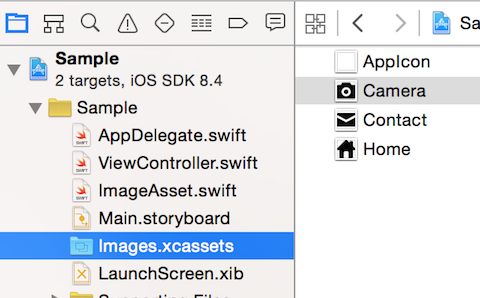 Sample
2 targets, iOS SDK 8.4
Sample
AppDelegate.swift
ViewController.swift
ImageAsset.swift
Main.storyboard
Images.xcassets
LaunchScreen.xib
Sa
AppIcon
Camera
Contact
Home